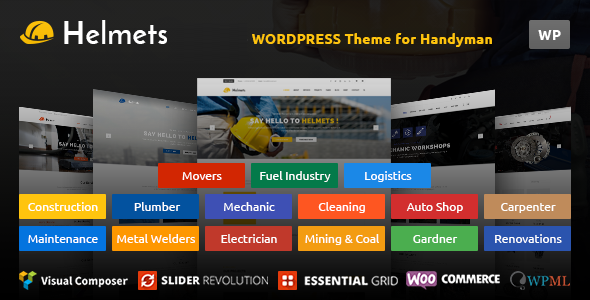 Helmets
WORDPRESS Theme for Handyman
WP
Helmets
SAY HELLO TO HELMETS !
Movers
Fuel Industry
Logistics
Construction
Plumber
Mechanic
Cleaning
Auto Shop
Carpenter
Maintenance
Metal Welders
Electrician
Mining & Coal
Gardner
Renovations
Visual Composer
SLIDER REVOLUTION
ESSENTIAL GRID
WOO COMMERCE
WPML